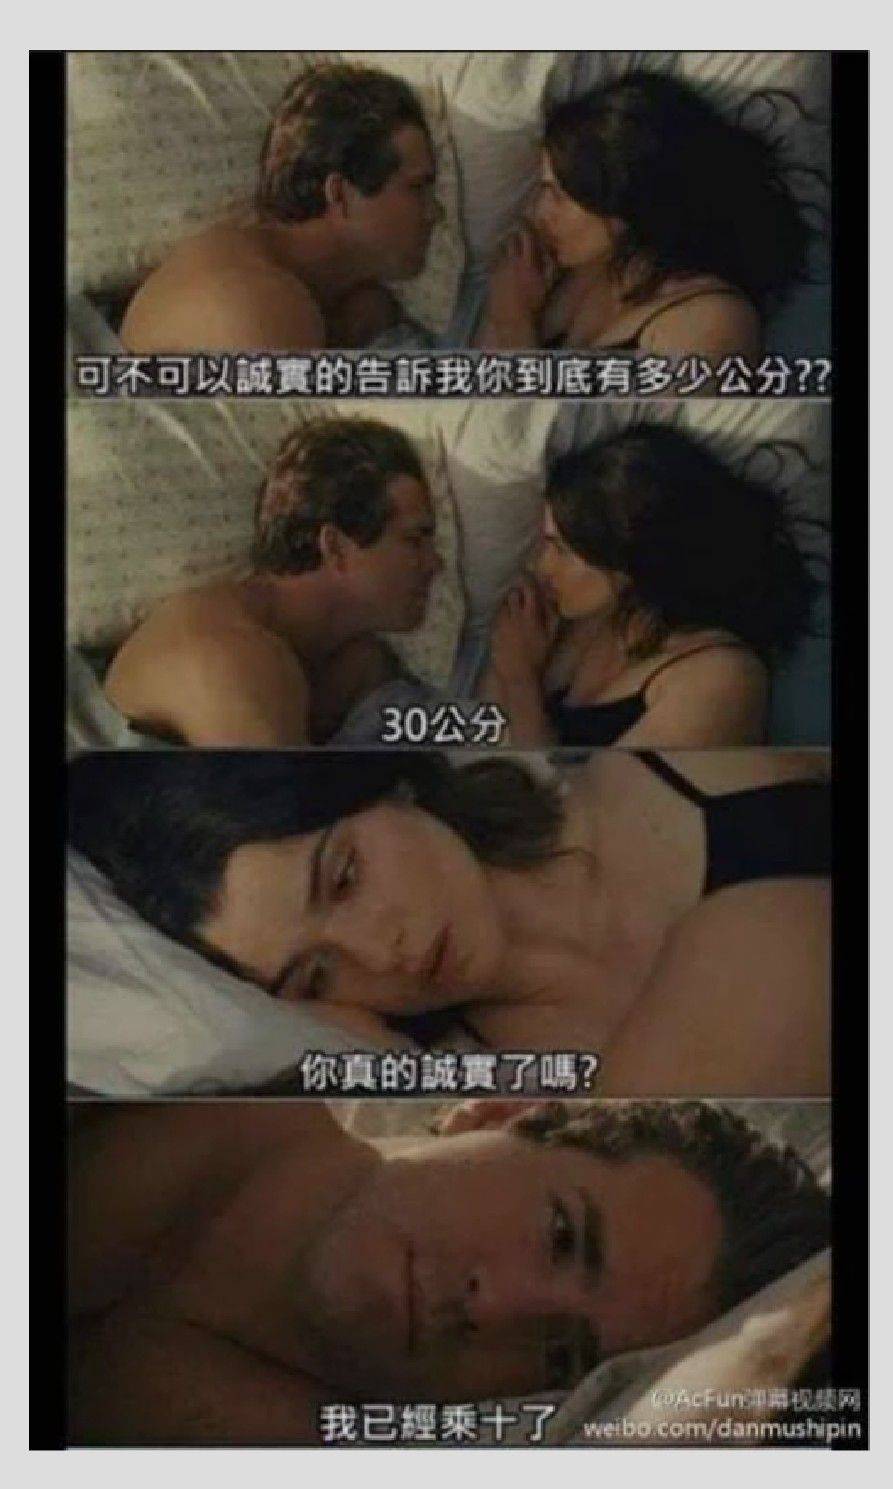 可不可以誠實的告訴我你到底有多少公分??
30公分
你真的誠實了嗎?
我已經乘十了
@AcFun弹幕视频网
weibo.com/danmushipin